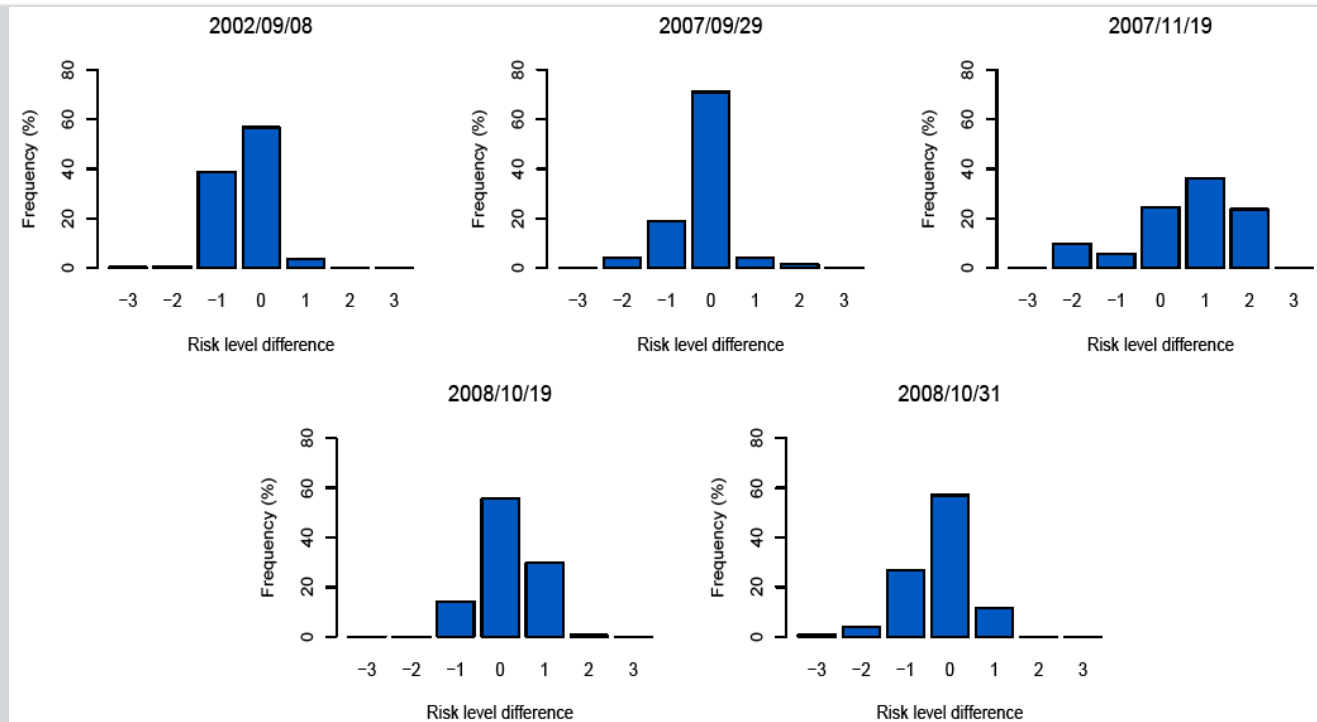 2002/09/08
Frequency (%)
80
60
40
20
0
−3 −2 −1 0 1 2 3
Risk level difference
2007/09/29
Frequency (%)
80
60
40
20
0
−3 −2 −1 0 1 2 3
Risk level difference
2007/11/19
Frequency (%)
80
60
40
20
0
−3 −2 −1 0 1 2 3
Risk level difference
2008/10/19
Frequency (%)
80
60
40
20
0
−3 −2 −1 0 1 2 3
Risk level difference
2008/10/31
Frequency (%)
80
60
40
20
0
−3 −2 −1 0 1 2 3
Risk level difference